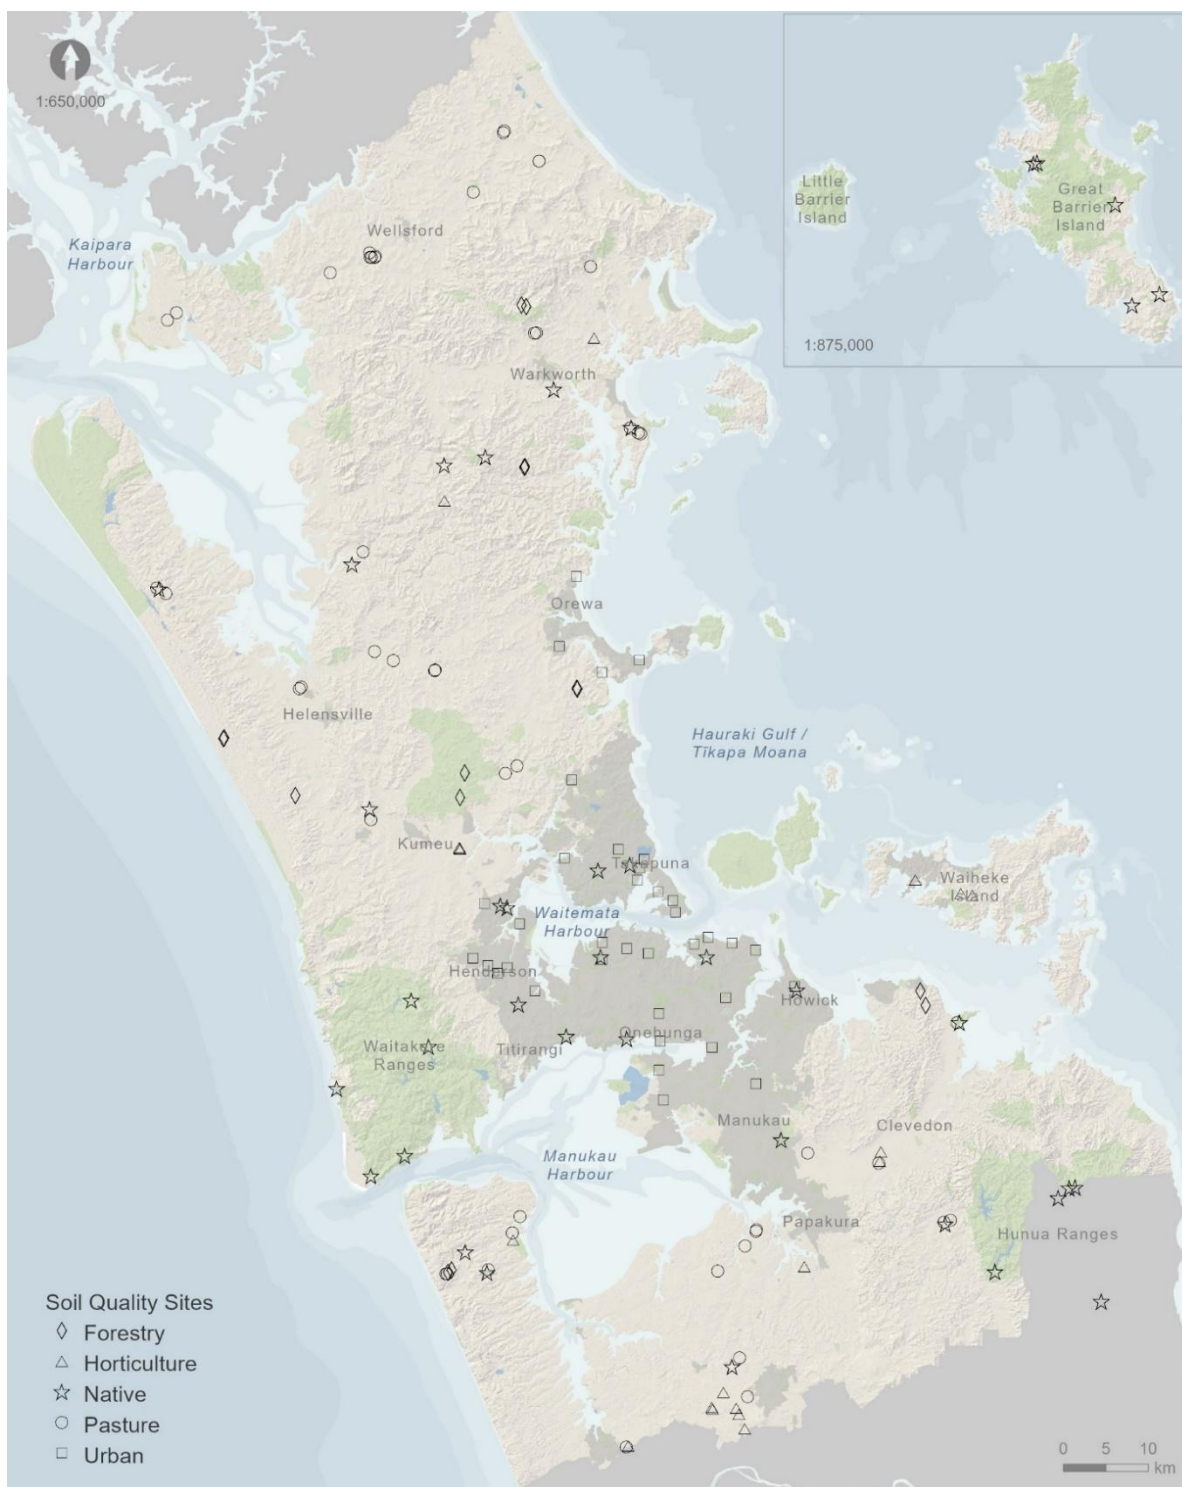 1:650,000
Little
Barrier
Island
Great
Barrier
Island
1:875,000
Kaipara
Harbour
Wellsford
Warkworth
Orewa
Helensville
Hauraki Gulf /
Tīkapa Moana
Kumeu
Takapuna
Waiheke
Island
Waitemata
Harbour
Henderson
Howick
Onehunga
Titirangi
Waitakere
Ranges
Manukau
Clevedon
Manukau
Harbour
Papakura
Hunua Ranges
Soil Quality Sites
Forestry
Horticulture
Native
Pasture
Urban
0 5 10
km